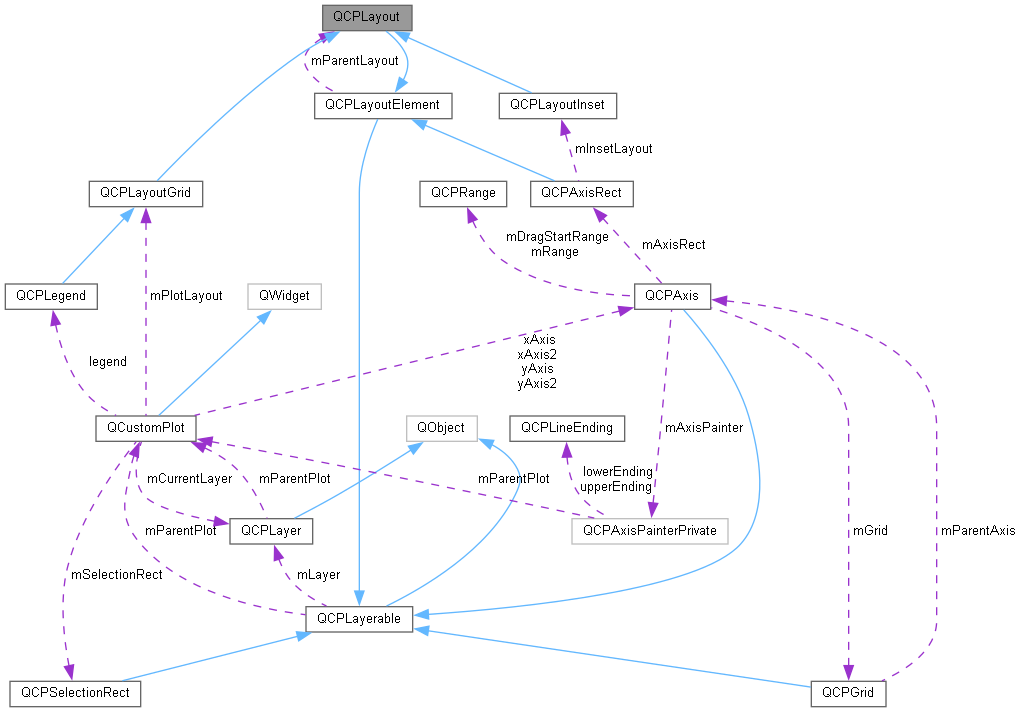 QCPLayout
mParentLayout
QCPLayoutElement
QCPLayoutInset
mInsetLayout
QCPLayoutGrid
QCPRange
QCPAxisRect
mDragStartRange
mRange
mAxisRect
QCPLegend
mPlotLayout
QWidget
QCPAxis
legend
xAxis
xAxis2
yAxis
yAxis2
QCustomPlot
QObject
QCPLineEnding
mAxisPainter
mCurrentLayer
mParentPlot
mParentPlot
lowerEnding
upperEnding
mParentPlot
QCPLayer
QCPAxisPainterPrivate
mGrid
mParentAxis
mSelectionRect
mLayer
QCPLayerable
QCPSelectionRect
QCPGrid